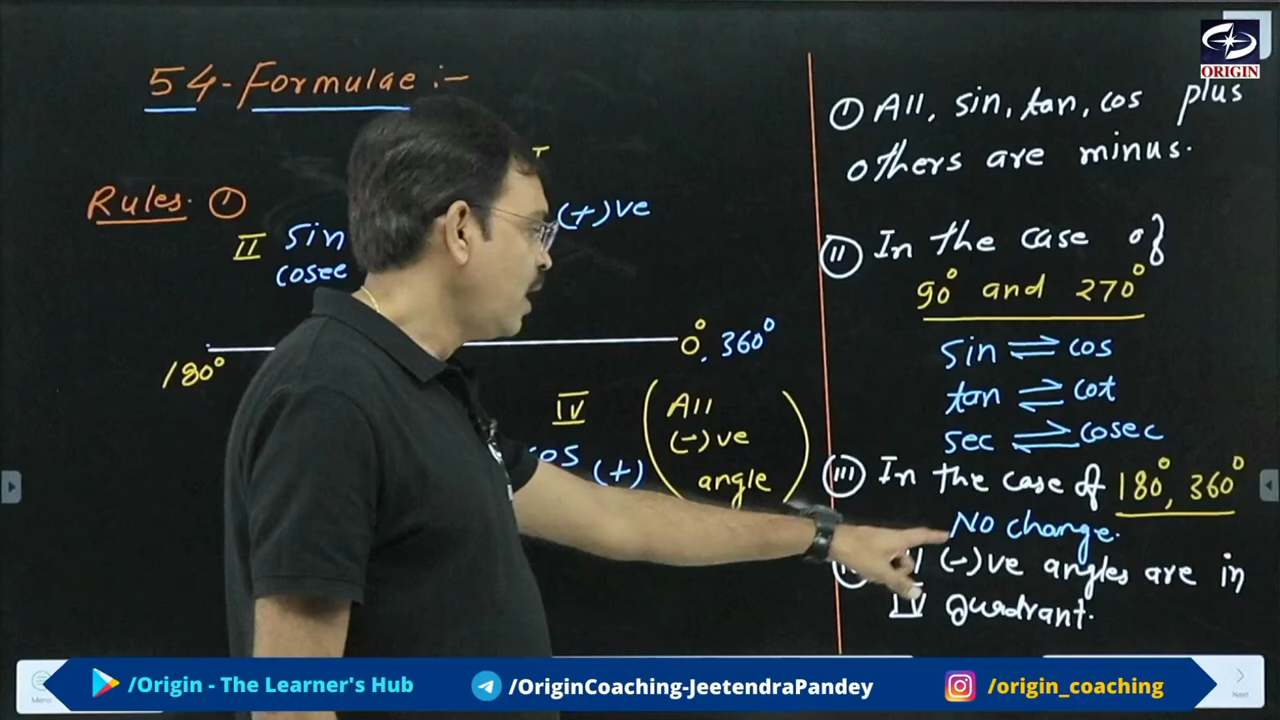 54-Formulae :-
Rules. ①
I
(+)ve
II sin
cosec
180°
0°, 360°
IV
cos (+)
All
(-)ve
angle
ORIGIN
① All, sin, tan, cos plus
others are minus.
II In the case of
90° and 270°
sin ⇌ cos
tan ⇌ cot
sec ⇌ cosec
III In the case of 180°, 360°
No change.
(-)ve angles are in
IV Quadrant.
Menu
/Origin - The Learner's Hub
/OriginCoaching-JeetendraPandey
/origin_coaching
Next